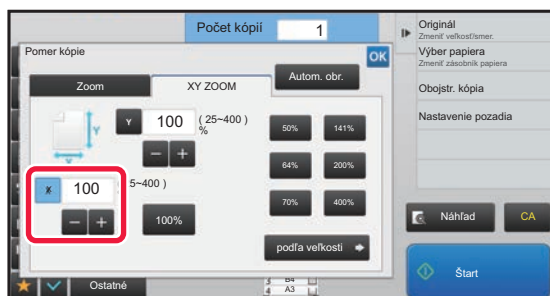 Počet kópií 1
Pomer kópie
OK
Zoom
XY ZOOM
Autom. obr.
Y
Y 100 (25~400)
%
X 100 5~400 )
100%
50% 141%
64% 200%
70% 400%
podľa veľkosti
Ostatné
B4
A3
Originál
Zmeniť veľkosť/smer.
Výber papiera
Zmeniť zásobník papiera
Obojstr. kópia
Nastavenie pozadia
Náhľad
CA
Štart